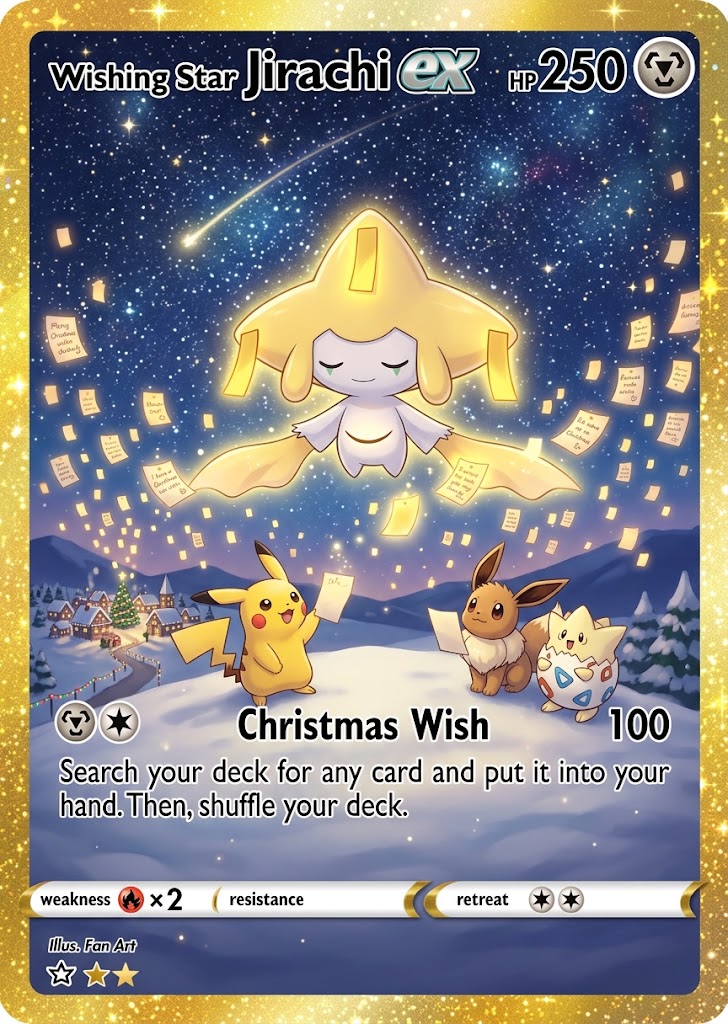 Wishing Star Jirachi ex HP 250
Christmas Wish 100
Search your deck for any card and put it into your
hand. Then, shuffle your deck.
weakness ×2 resistance retreat
Illus. Fan Art